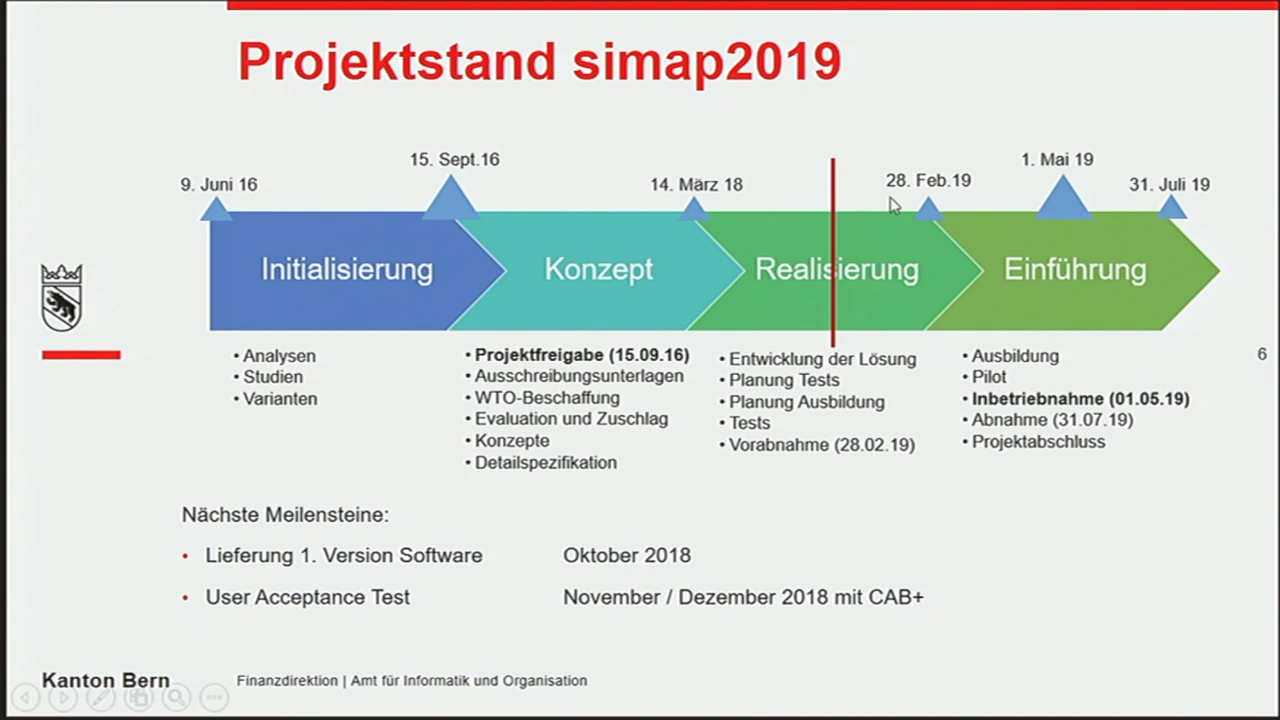 Projektstand simap2019
9. Juni 16
15. Sept.16
14. März 18
28. Feb.19
1. Mai 19
31. Juli 19
Initialisierung
Konzept
Realisierung
Einführung
• Analysen
• Studien
• Varianten
• Projektfreigabe (15.09.16)
• Ausschreibungsunterlagen
• WTO-Beschaffung
• Evaluation und Zuschlag
• Konzepte
• Detailspezifikation
• Entwicklung der Lösung
• Planung Tests
• Planung Ausbildung
• Tests
• Vorabnahme (28.02.19)
• Ausbildung
• Pilot
• Inbetriebnahme (01.05.19)
• Abnahme (31.07.19)
• Projektabschluss
6
Nächste Meilensteine:
• Lieferung 1. Version Software Oktober 2018
• User Acceptance Test November / Dezember 2018 mit CAB+
Kanton Bern
Finanzdirektion | Amt für Informatik und Organisation